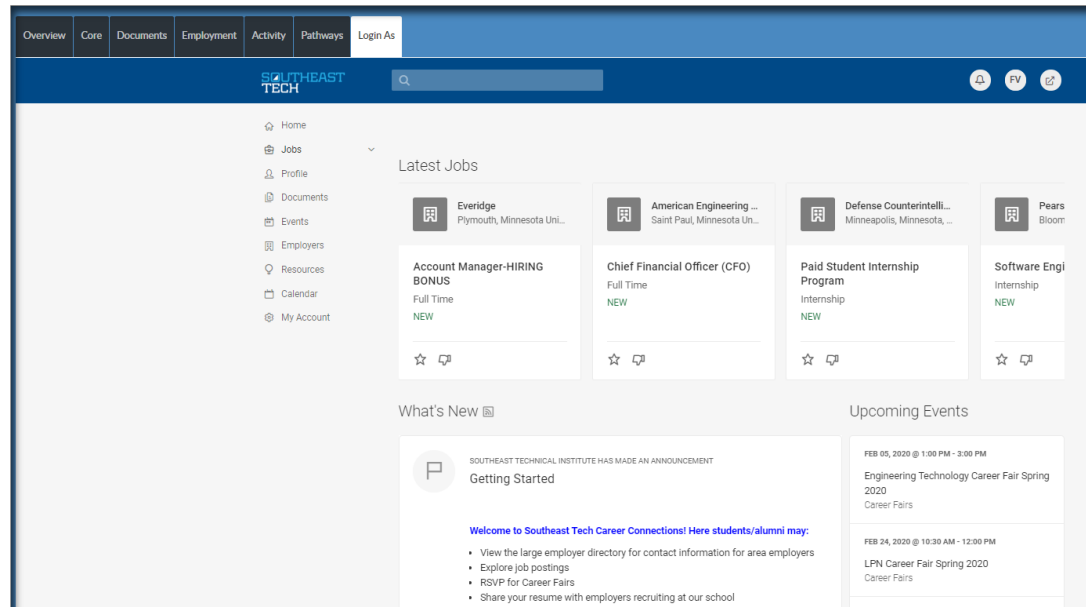 Overview Core Documents Employment Activity Pathways Login As
SOUTHEAST
TECH
FV
Home
Jobs
Profile
Documents
Events
Employers
Resources
Calendar
My Account
Latest Jobs
Everidge
Plymouth, Minnesota Uni...
Account Manager-HIRING
BONUS
Full Time
NEW
American Engineering ...
Saint Paul, Minnesota Un...
Chief Financial Officer (CFO)
Full Time
NEW
Defense Counterintelli...
Minneapolis, Minnesota, ...
Paid Student Internship
Program
Internship
NEW
Pears
Bloom
Software Engi
Internship
NEW
What's New
SOUTHEAST TECHNICAL INSTITUTE HAS MADE AN ANNOUNCEMENT
Getting Started
Welcome to Southeast Tech Career Connections! Here students/alumni may:
• View the large employer directory for contact information for area employers
• Explore job postings
• RSVP for Career Fairs
• Share your resume with employers recruiting at our school
Upcoming Events
FEB 05, 2020 @ 1:00 PM - 3:00 PM
Engineering Technology Career Fair Spring
2020
Career Fairs
FEB 24, 2020 @ 10:30 AM - 12:00 PM
LPN Career Fair Spring 2020
Career Fairs